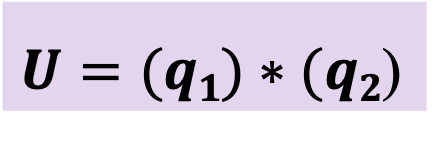 U = (q₁) * (q₂)